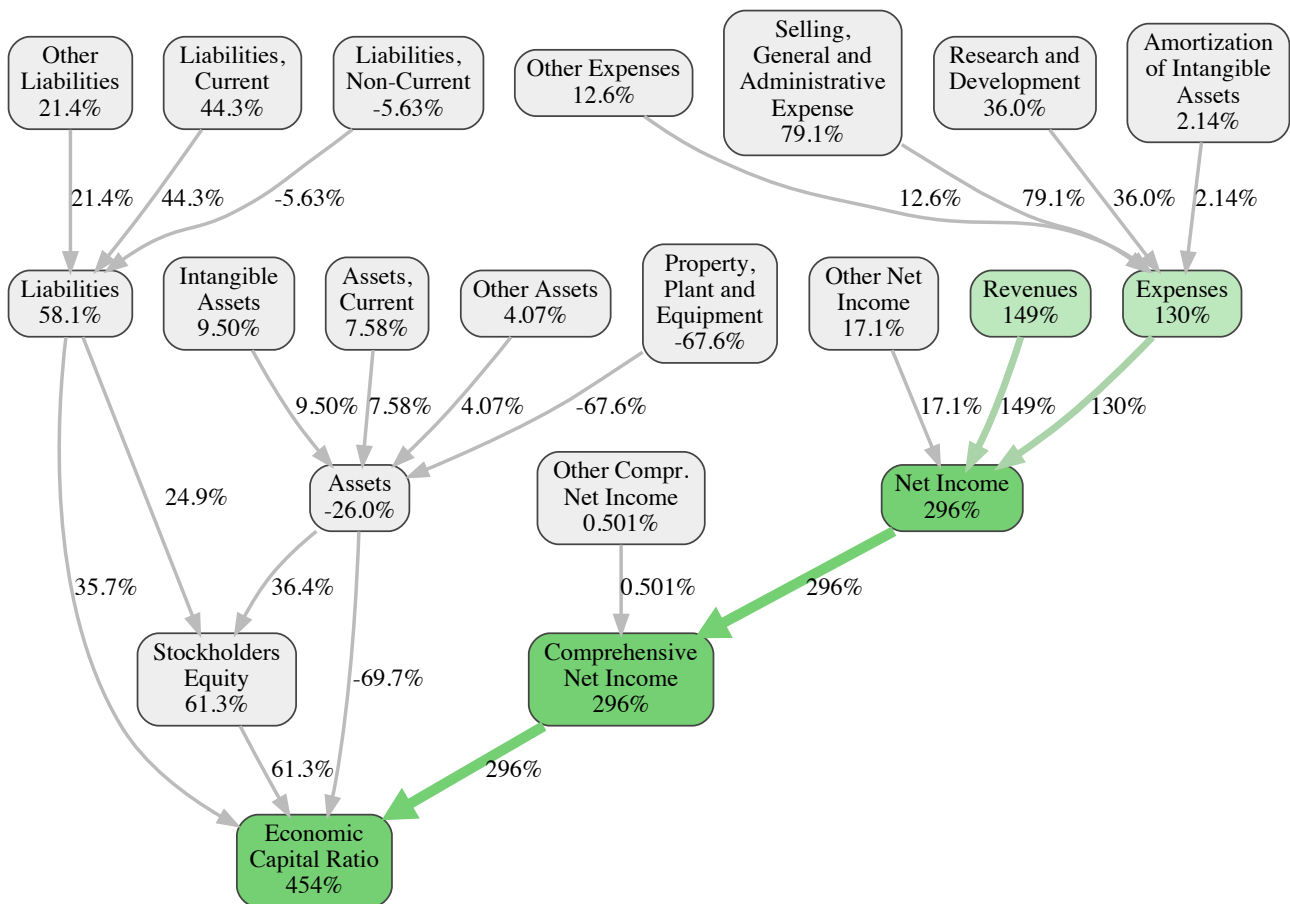 Other
Liabilities
21.4%
Liabilities,
Current
44.3%
Liabilities,
Non-Current
-5.63%
Other Expenses
12.6%
Selling,
General and
Administrative
Expense
79.1%
Research and
Development
36.0%
Amortization
of Intangible
Assets
2.14%
21.4%
44.3%
-5.63%
12.6%
79.1%
36.0%
2.14%
Liabilities
58.1%
Intangible
Assets
9.50%
Assets,
Current
7.58%
Other Assets
4.07%
Property,
Plant and
Equipment
-67.6%
Other Net
Income
17.1%
Revenues
149%
Expenses
130%
9.50%
7.58%
4.07%
-67.6%
17.1%
149%
130%
24.9%
Assets
-26.0%
Other Compr.
Net Income
0.501%
Net Income
296%
35.7%
36.4%
0.501%
296%
Stockholders
Equity
61.3%
-69.7%
Comprehensive
Net Income
296%
61.3%
296%
Economic
Capital Ratio
454%